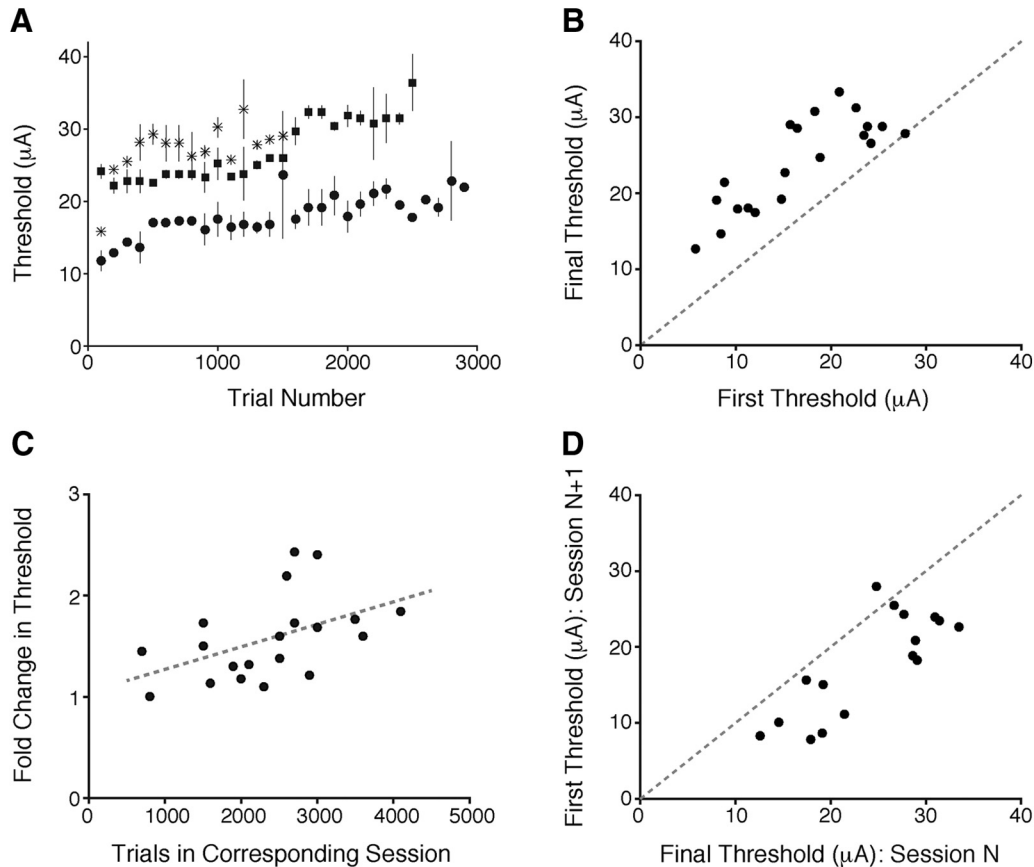 A
40
30
20
10
0
Threshold (μA)
0 1000 2000 3000
Trial Number
B
40
30
20
10
0
Final Threshold (μA)
0 10 20 30 40
First Threshold (μA)
C
3
2
1
0
Fold Change in Threshold
0 1000 2000 3000 4000 5000
Trials in Corresponding Session
D
40
30
20
10
0
First Threshold (μA): Session N+1
0 10 20 30 40
Final Threshold (μA): Session N